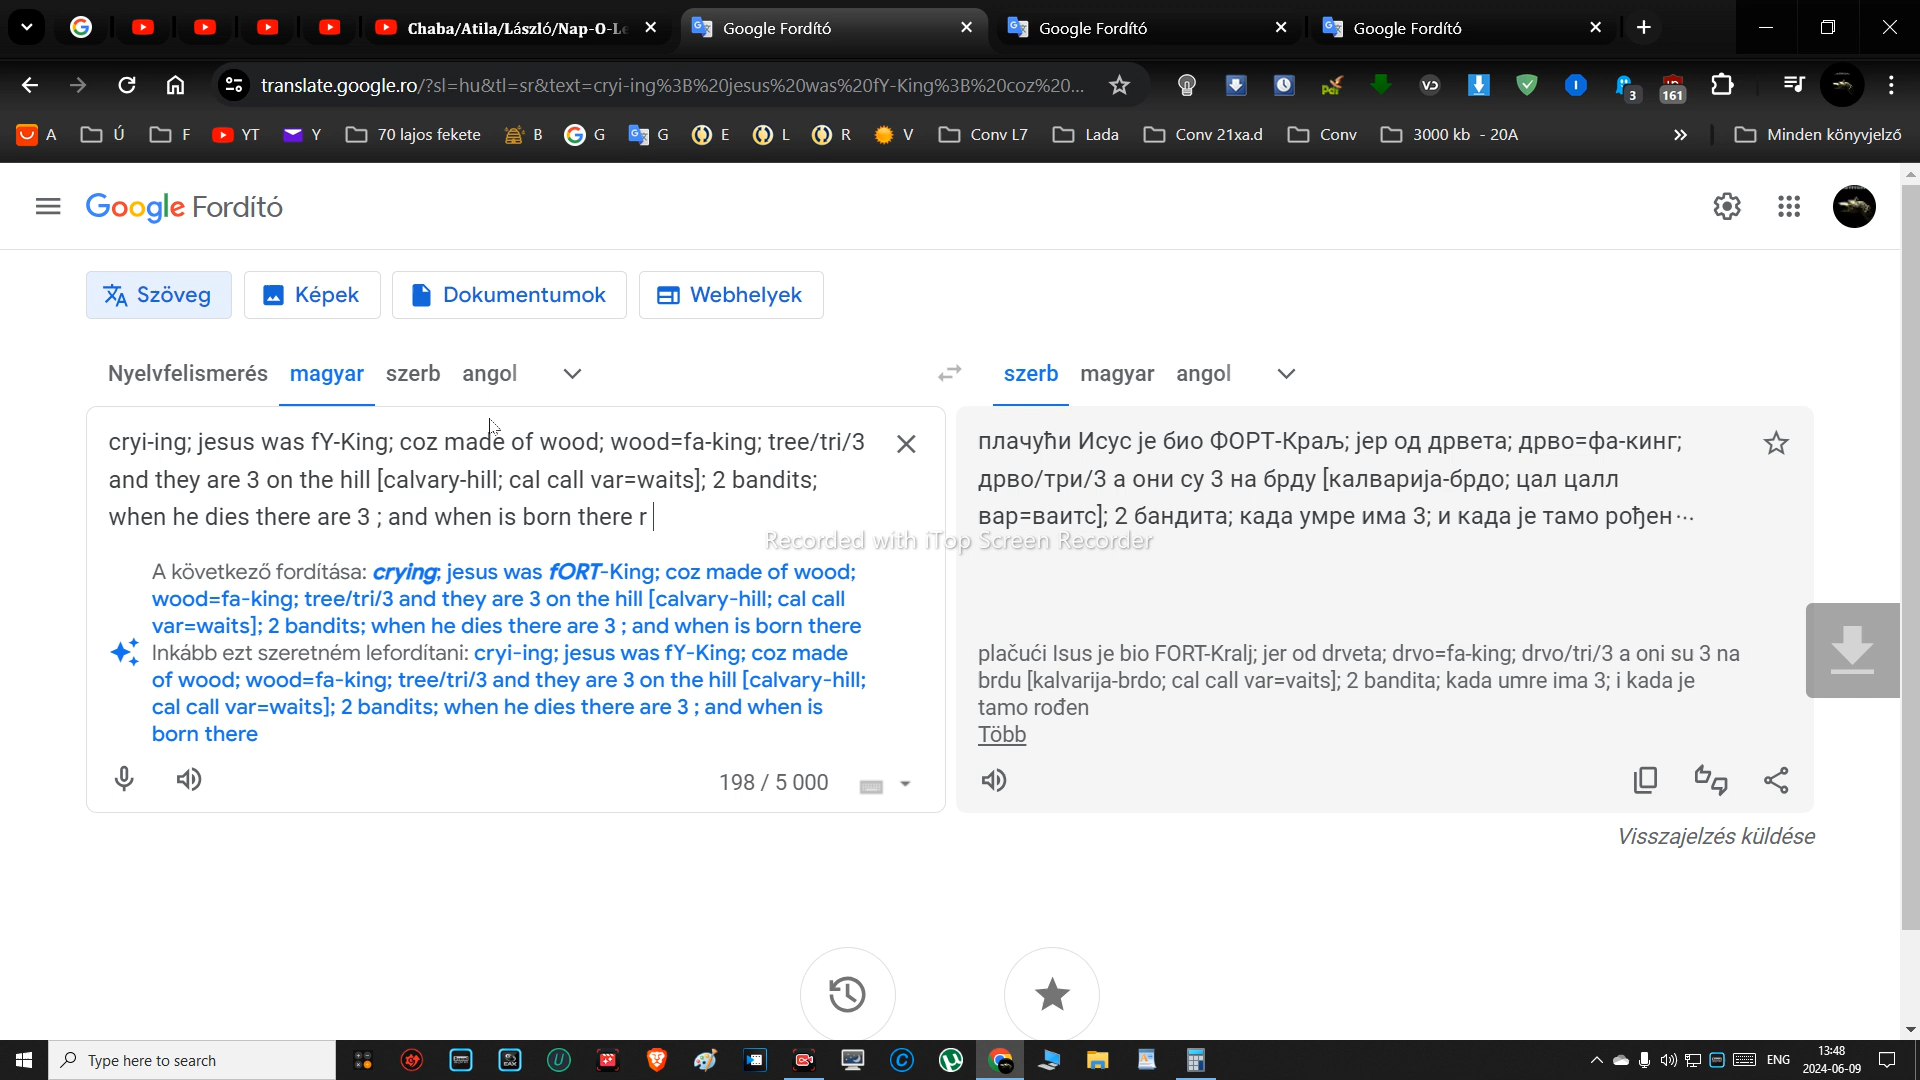 Chaba/Atila/László/Nap-O-Le
Google Fordító
Google Fordító
Google Fordító
translate.google.ro/?sl=hu&tl=sr&text=cryi-ing%3B%20jesus%20was%20fY-King%3B%20coz%20...
3
161
A
Ú
F
YT
Y
70 lajos fekete
B
G
G
E
L
R
V
Conv L7
Lada
Conv 21xa.d
Conv
3000 kb - 20A
»
Minden könyvjelző
Google Fordító
Szöveg
Képek
Dokumentumok
Webhelyek
Nyelvfelismerés magyar szerb angol
szerb magyar angol
cryi-ing; jesus was fY-King; coz made of wood; wood=fa-king; tree/tri/3
and they are 3 on the hill [calvary-hill; cal call var=waits]; 2 bandits;
when he dies there are 3 ; and when is born there r
A következő fordítása: crying; jesus was fORT-King; coz made of wood;
wood=fa-king; tree/tri/3 and they are 3 on the hill [calvary-hill; cal call
var=waits]; 2 bandits; when he dies there are 3 ; and when is born there
Inkább ezt szeretném lefordítani: cryi-ing; jesus was fY-King; coz made
of wood; wood=fa-king; tree/tri/3 and they are 3 on the hill [calvary-hill;
cal call var=waits]; 2 bandits; when he dies there are 3 ; and when is
born there
198 / 5 000
плачући Исус је био ФОРТ-Краљ; јер од дрвета; дрво=фа-кинг;
дрво/три/3 а они су 3 на брду [калварија-брдо; цал цалл
вар=ваитс]; 2 бандита; када умре има 3; и када је тамо рођен…
Recorded with iTop Screen Recorder
plačući Isus je bio FORT-Kralj; jer od drveta; drvo=fa-king; drvo/tri/3 a oni su 3 na
brdu [kalvarija-brdo; cal call var=vaits]; 2 bandita; kada umre ima 3; i kada je
tamo rođen
Több
Visszajelzés küldése
Type here to search
ENG
13:48
2024-06-09